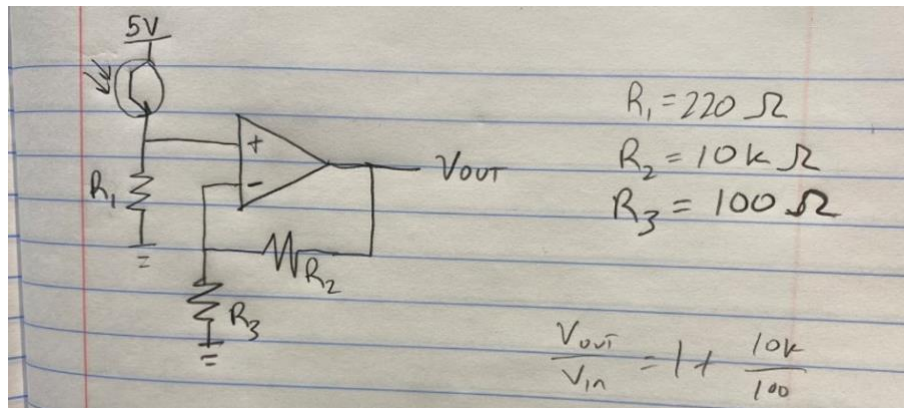 5V
R₁ = 220 Ω
+
R₂ = 10k Ω
-
VOUT
R₁
R₃ = 100 Ω
R₂
R₃
VOUT/Vin = 1 + 10k/100